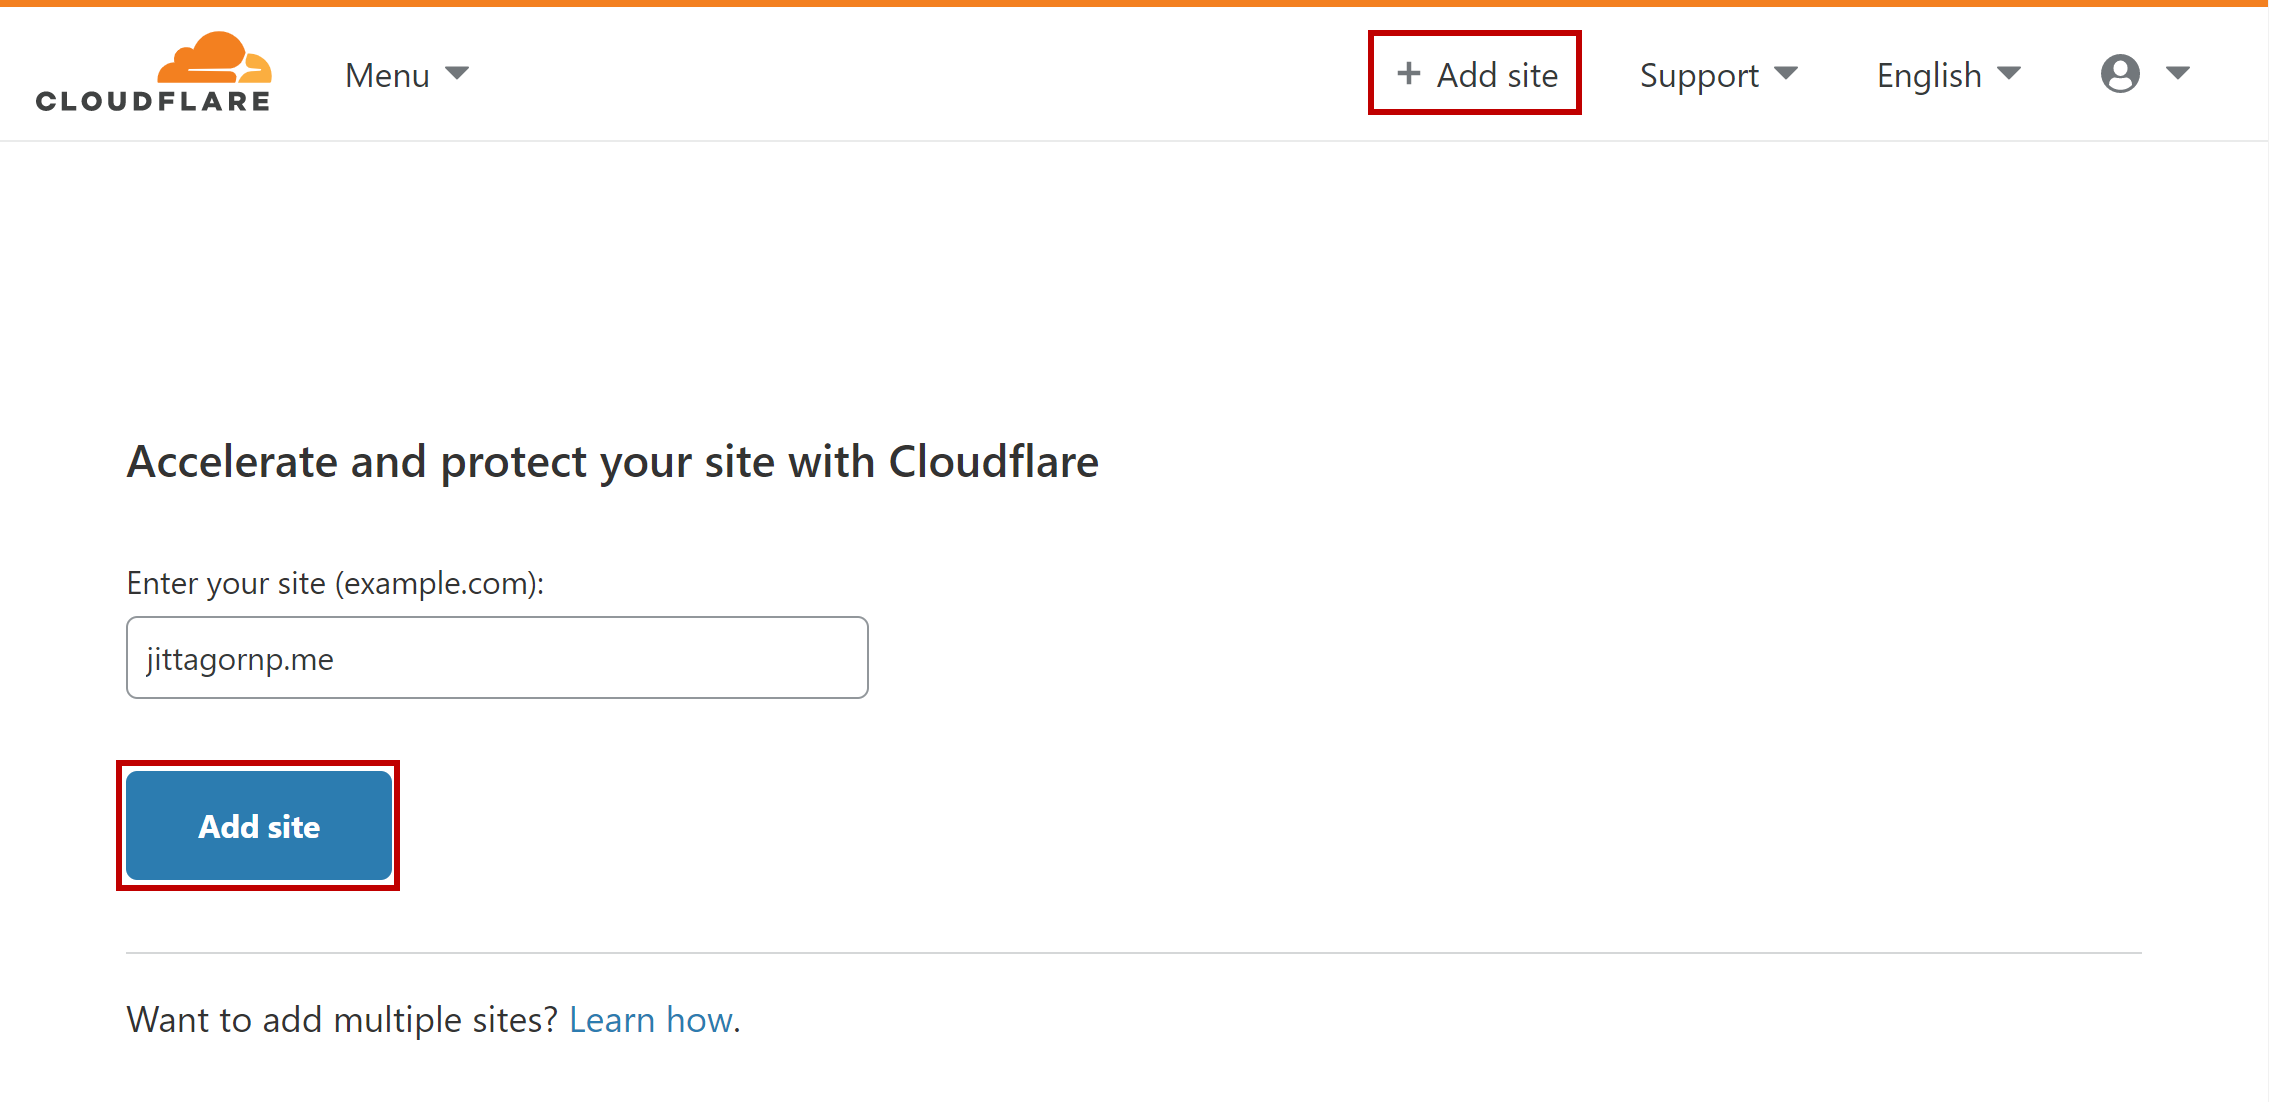 CLOUDFLARE Menu + Add site Support English
Accelerate and protect your site with Cloudflare
Enter your site (example.com):
jittagornp.me
Add site
Want to add multiple sites? Learn how.